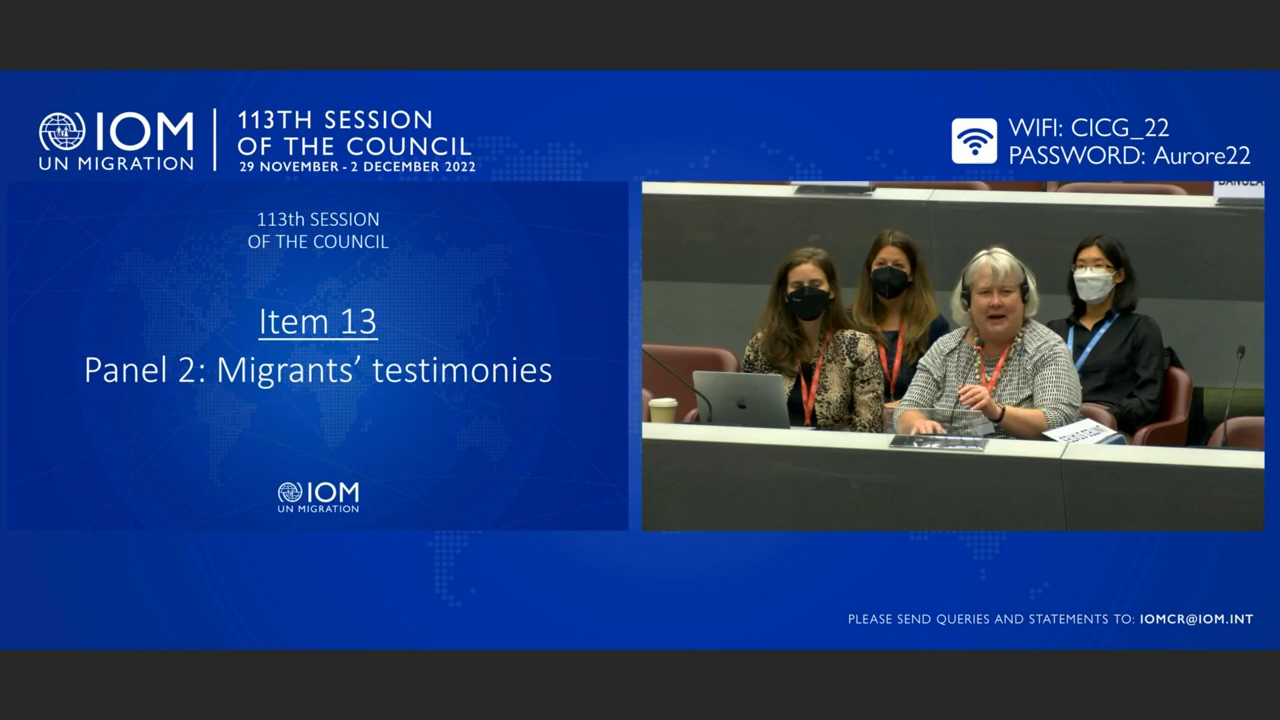 IOM
UN MIGRATION
113TH SESSION
OF THE COUNCIL
29 NOVEMBER - 2 DECEMBER 2022
WIFI: CICG_22
PASSWORD: Aurore22
113th SESSION
OF THE COUNCIL
Item 13
Panel 2: Migrants' testimonies
IOM
UN MIGRATION
PLEASE SEND QUERIES AND STATEMENTS TO: IOMCR@IOM.INT